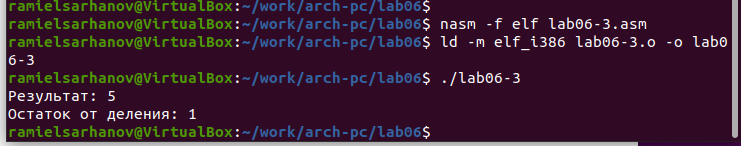 ramielsarhanov@VirtualBox:~/work/arch-pc/lab06$
ramielsarhanov@VirtualBox:~/work/arch-pc/lab06$ nasm -f elf lab06-3.asm
ramielsarhanov@VirtualBox:~/work/arch-pc/lab06$ ld -m elf_i386 lab06-3.o -o lab0
6-3
ramielsarhanov@VirtualBox:~/work/arch-pc/lab06$ ./lab06-3
Результат: 5
Остаток от деления: 1
ramielsarhanov@VirtualBox:~/work/arch-pc/lab06$